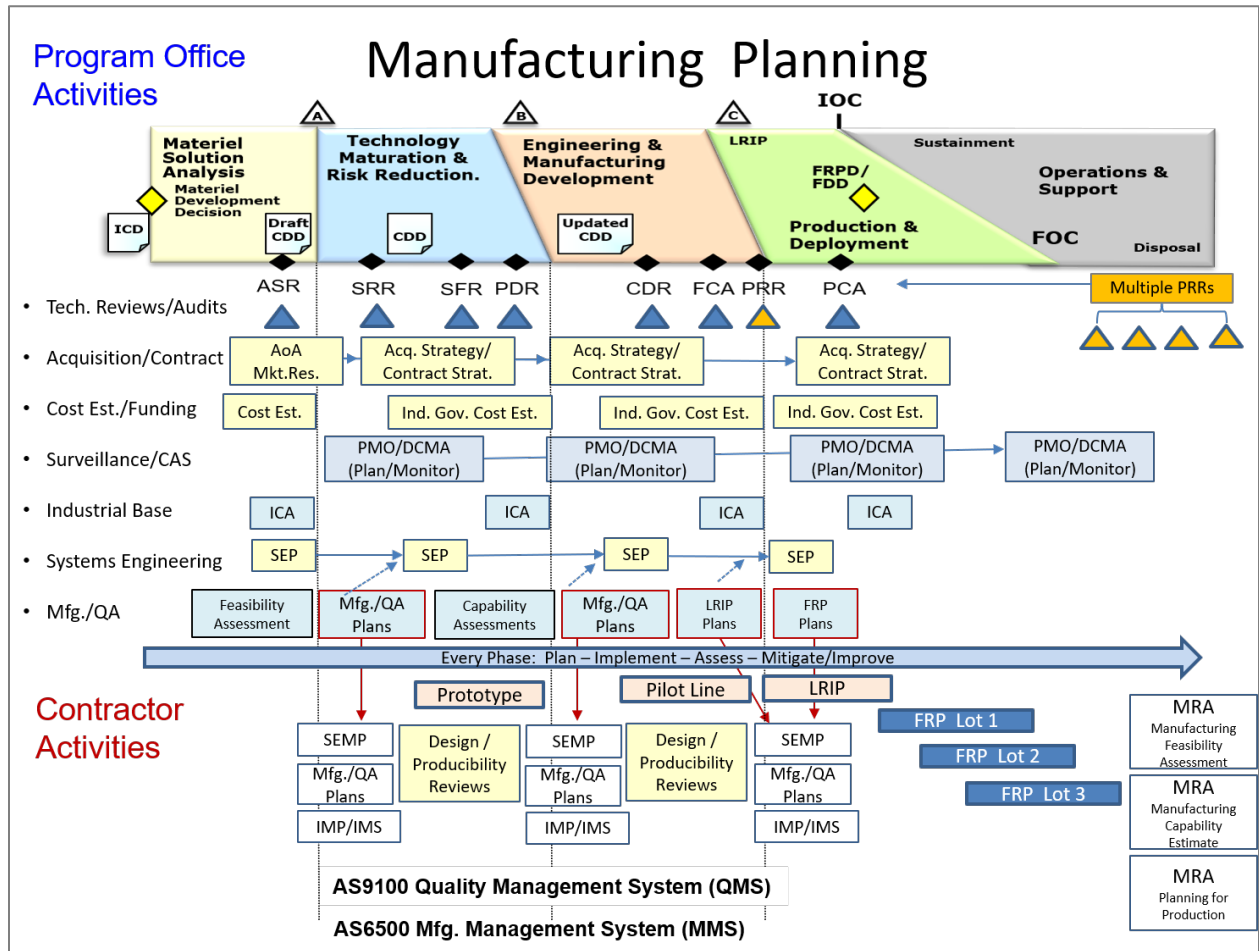 Program Office
Activities
Manufacturing Planning
A
B
C
IOC
Materiel
Solution
Analysis
Materiel
Development
Decision
ICD
Draft
CDD
Technology
Maturation &
Risk Reduction.
CDD
Engineering &
Manufacturing
Development
Updated
CDD
LRIP
FRPD/
FDD
Production &
Deployment
Sustainment
Operations &
Support
FOC
Disposal
ASR
SRR
SFR
PDR
CDR
FCA
PRR
PCA
Multiple PRRs
• Tech. Reviews/Audits
• Acquisition/Contract
AoA
Mkt.Res.
Acq. Strategy/
Contract Strat.
Acq. Strategy/
Contract Strat.
Acq. Strategy/
Contract Strat.
• Cost Est./Funding
Cost Est.
Ind. Gov. Cost Est.
Ind. Gov. Cost Est.
Ind. Gov. Cost Est.
• Surveillance/CAS
PMO/DCMA
(Plan/Monitor)
PMO/DCMA
(Plan/Monitor)
PMO/DCMA
(Plan/Monitor)
PMO/DCMA
(Plan/Monitor)
• Industrial Base
ICA
ICA
ICA
ICA
• Systems Engineering
SEP
SEP
SEP
SEP
• Mfg./QA
Feasibility
Assessment
Mfg./QA
Plans
Capability
Assessments
Mfg./QA
Plans
LRIP
Plans
FRP
Plans
Every Phase: Plan – Implement – Assess – Mitigate/Improve
Contractor
Activities
Prototype
Pilot Line
LRIP
SEMP
Mfg./QA
Plans
IMP/IMS
Design /
Producibility
Reviews
SEMP
Mfg./QA
Plans
IMP/IMS
Design /
Producibility
Reviews
SEMP
Mfg./QA
Plans
IMP/IMS
FRP Lot 1
FRP Lot 2
FRP Lot 3
MRA
Manufacturing
Feasibility
Assessment
MRA
Manufacturing
Capability
Estimate
MRA
Planning for
Production
AS9100 Quality Management System (QMS)
AS6500 Mfg. Management System (MMS)